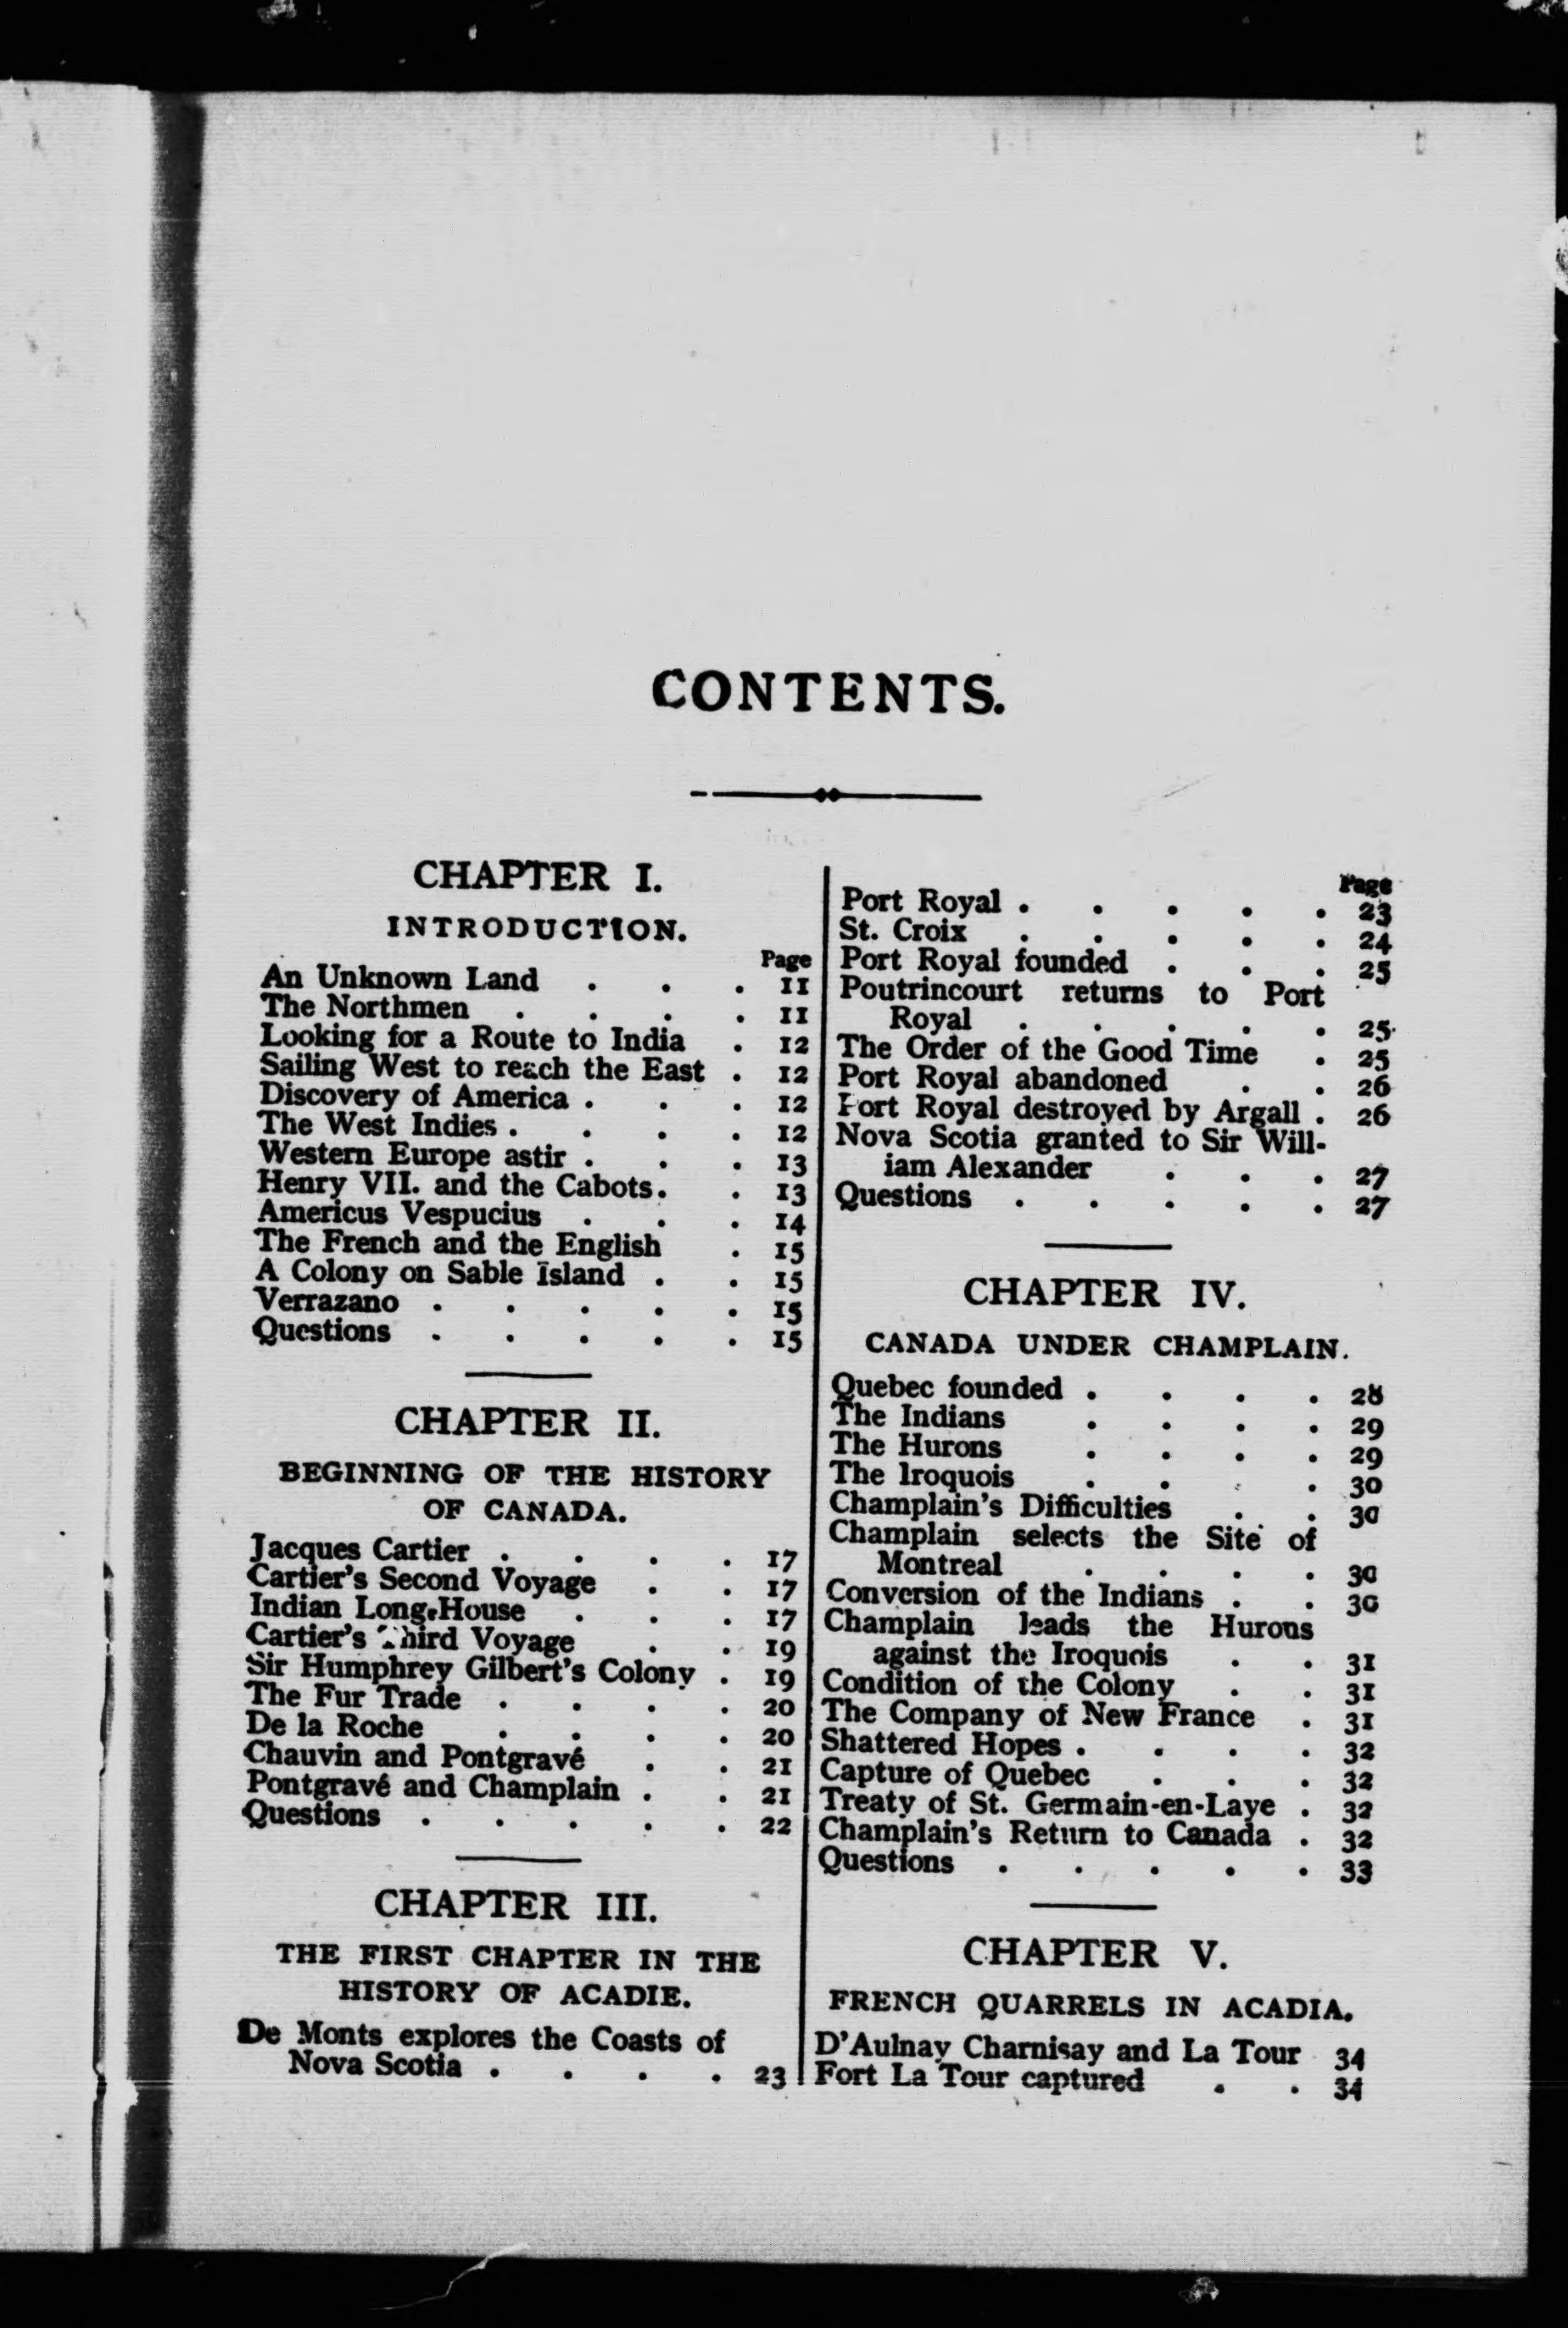 CONTENTS.
CHAPTER I.
INTRODUCTION.
Page
An Unknown Land . . . 11
The Northmen . . . . 11
Looking for a Route to India . 12
Sailing West to reach the East . 12
Discovery of America . . . 12
The West Indies . . . . 12
Western Europe astir . . . 13
Henry VII. and the Cabots. . 13
Americus Vespucius . . . 14
The French and the English . 15
A Colony on Sable Island . . 15
Verrazano . . . . . 15
Questions . . . . . 15
CHAPTER II.
BEGINNING OF THE HISTORY
OF CANADA.
Jacques Cartier . . . . 17
Cartier's Second Voyage . . 17
Indian Long-House . . . 17
Cartier's Third Voyage . . 19
Sir Humphrey Gilbert's Colony . 19
The Fur Trade . . . . 20
De la Roche . . . . 20
Chauvin and Pontgravé . . 21
Pontgravé and Champlain . . 21
Questions . . . . . 22
CHAPTER III.
THE FIRST CHAPTER IN THE
HISTORY OF ACADIE.
De Monts explores the Coasts of
Nova Scotia . . . . 23
Page
Port Royal . . . . . 23
St. Croix . . . . . 24
Port Royal founded . . . 25
Poutrincourt returns to Port
Royal . . . . . 25
The Order of the Good Time . 25
Port Royal abandoned . . 26
Port Royal destroyed by Argall . 26
Nova Scotia granted to Sir Will-
iam Alexander . . . 27
Questions . . . . . 27
CHAPTER IV.
CANADA UNDER CHAMPLAIN.
Quebec founded . . . . 28
The Indians . . . . 29
The Hurons . . . . 29
The Iroquois . . . . 30
Champlain's Difficulties . . 30
Champlain selects the Site of
Montreal . . . . 30
Conversion of the Indians . . 30
Champlain leads the Hurons
against the Iroquois . . 31
Condition of the Colony . . 31
The Company of New France . 31
Shattered Hopes . . . . 32
Capture of Quebec . . . 32
Treaty of St. Germain-en-Laye . 32
Champlain's Return to Canada . 32
Questions . . . . . 33
CHAPTER V.
FRENCH QUARRELS IN ACADIA.
D'Aulnay Charnisay and La Tour 34
Fort La Tour captured . . 34